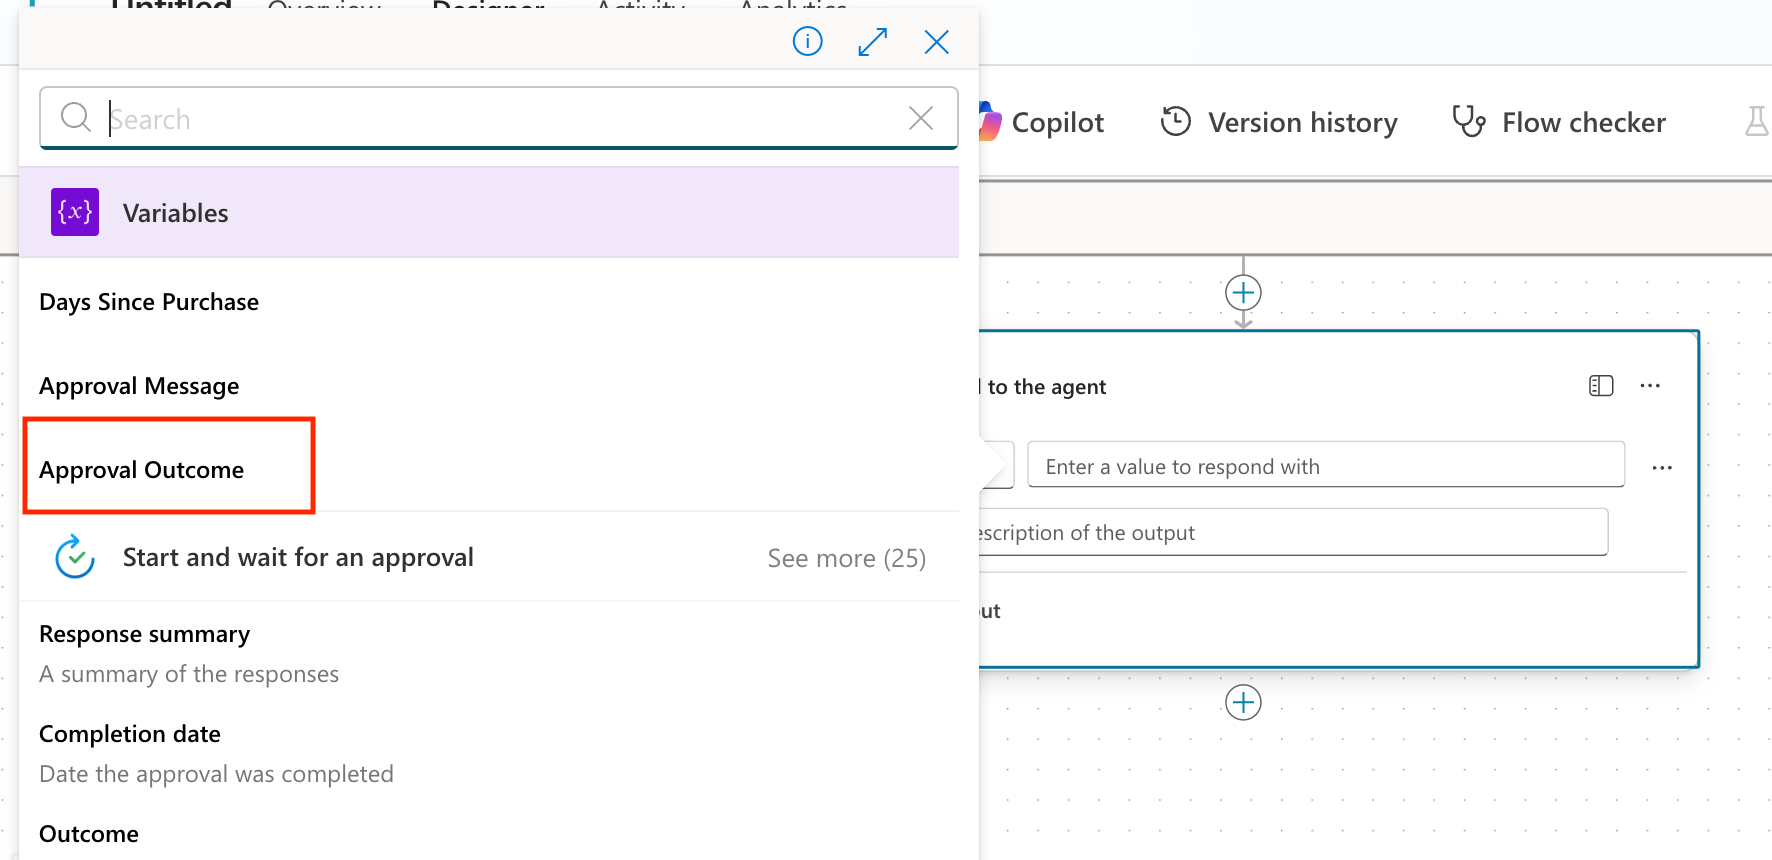 Untitled Overview Designer Activity Analytics
Search
Copilot Version history Flow checker
{x} Variables
Days Since Purchase
Approval Message
to the agent
Approval Outcome
Enter a value to respond with
Start and wait for an approval See more (25)
of the output
Response summary
A summary of the responses
Completion date
Date the approval was completed
Outcome